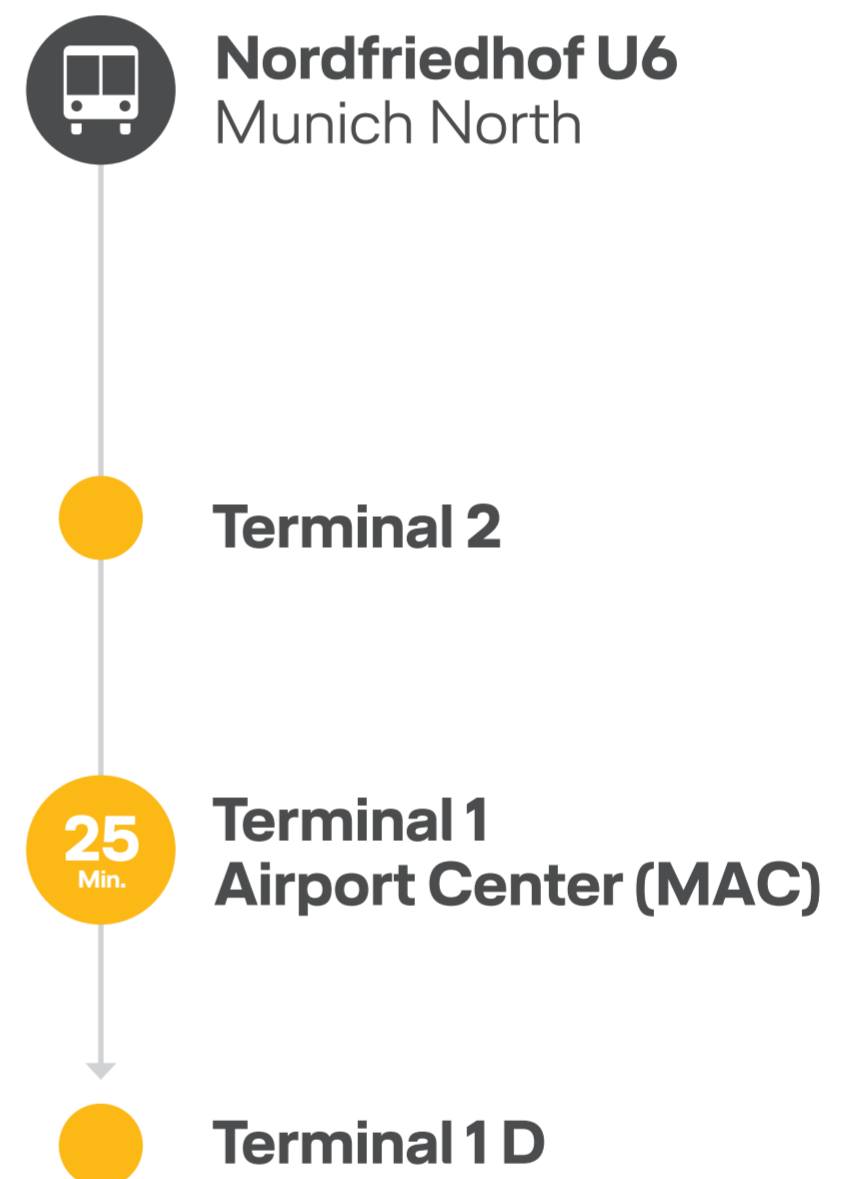 Nordfriedhof U6
Munich North
Terminal 2
25
Min.
Terminal 1
Airport Center (MAC)
Terminal 1 D